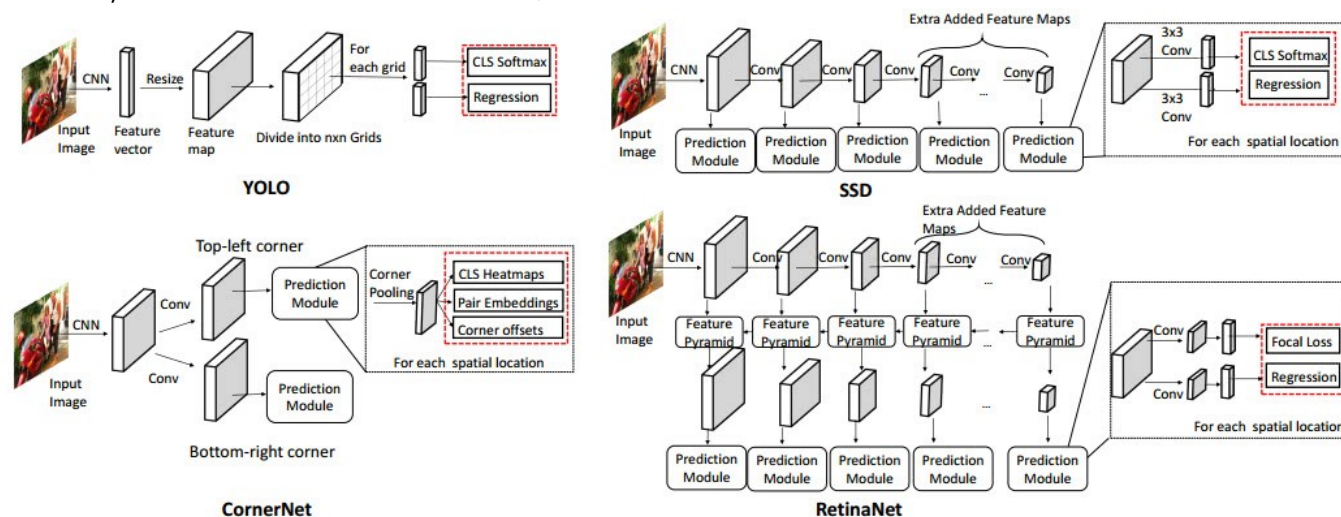 For
each grid
CNN
Resize
CLS Softmax
Regression
Input
Image
Feature
vector
Feature
map
Divide into nxn Grids
YOLO
Extra Added Feature Maps
CNN
Conv
Conv
Conv
Conv
Conv
...
Input
Image
Prediction
Module
Prediction
Module
Prediction
Module
Prediction
Module
Prediction
Module
3x3
Conv
CLS Softmax
Regression
3x3
Conv
For each spatial location
SSD
Top-left corner
CNN
Conv
Conv
Input
Image
Prediction
Module
Prediction
Module
Bottom-right corner
Corner
Pooling
CLS Heatmaps
Pair Embeddings
Corner offsets
For each spatial location
CornerNet
Extra Added Feature
Maps
CNN
Conv
Conv
Conv
Conv
Conv
...
Input
Image
Feature
Pyramid
Feature
Pyramid
Feature
Pyramid
Feature
Pyramid
...
Feature
Pyramid
...
Prediction
Module
Prediction
Module
Prediction
Module
Prediction
Module
...
Prediction
Module
Conv
Conv
Focal Loss
Regression
For each spatial location
RetinaNet